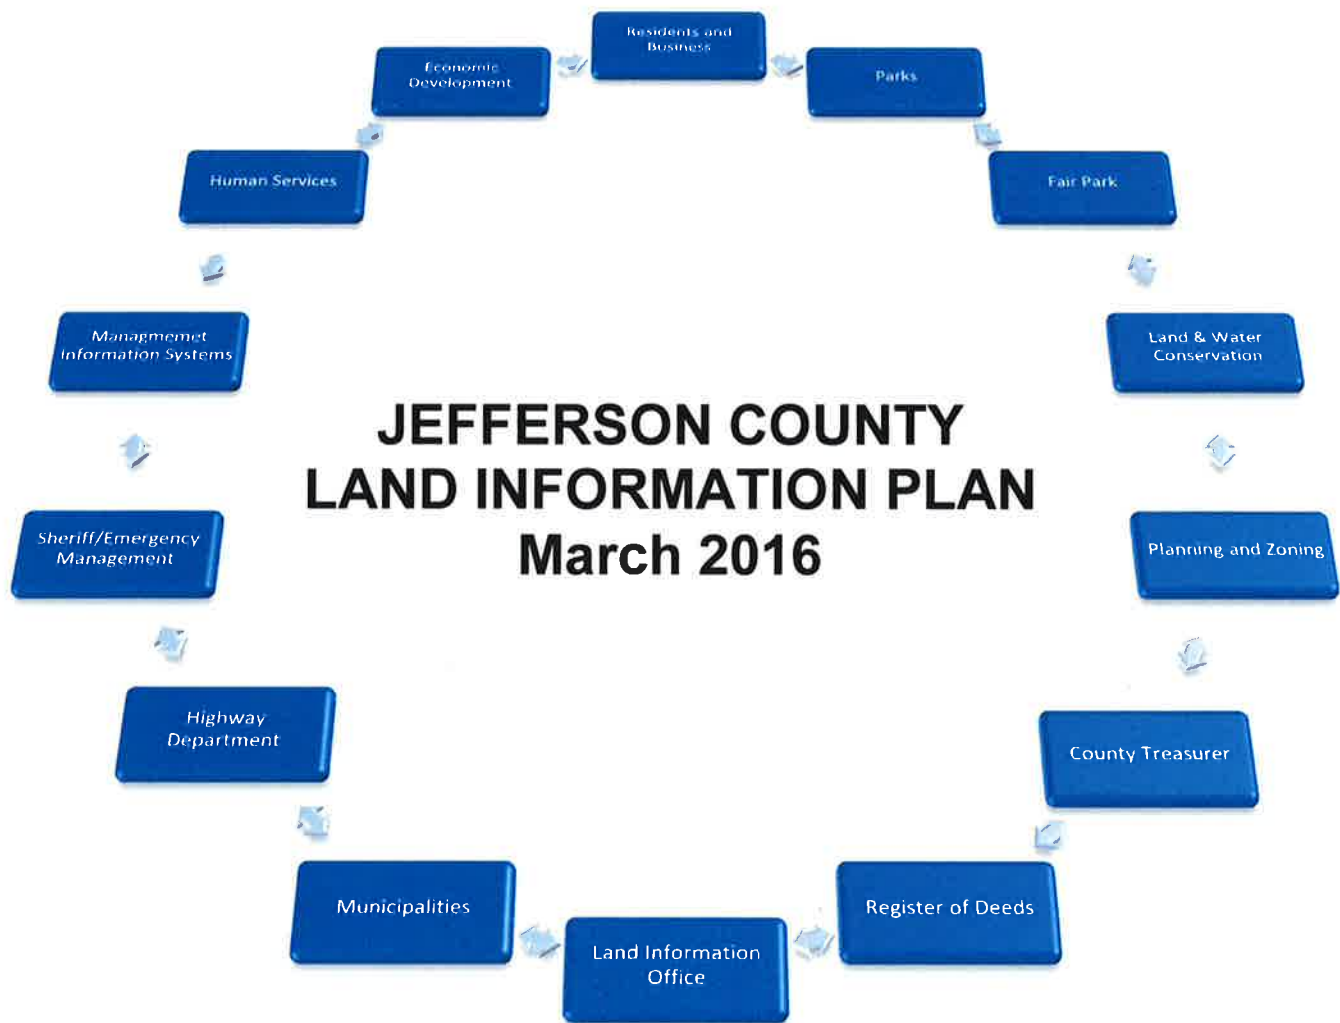 Residents and
Business
Economic
Development
Parks
Human Services
Fair Park
Managmemet
Information Systems
Land & Water
Conservation
JEFFERSON COUNTY
LAND INFORMATION PLAN
March 2016
Sheriff/Emergency
Management
Planning and Zoning
Highway
Department
County Treasurer
Municipalities
Register of Deeds
Land Information
Office